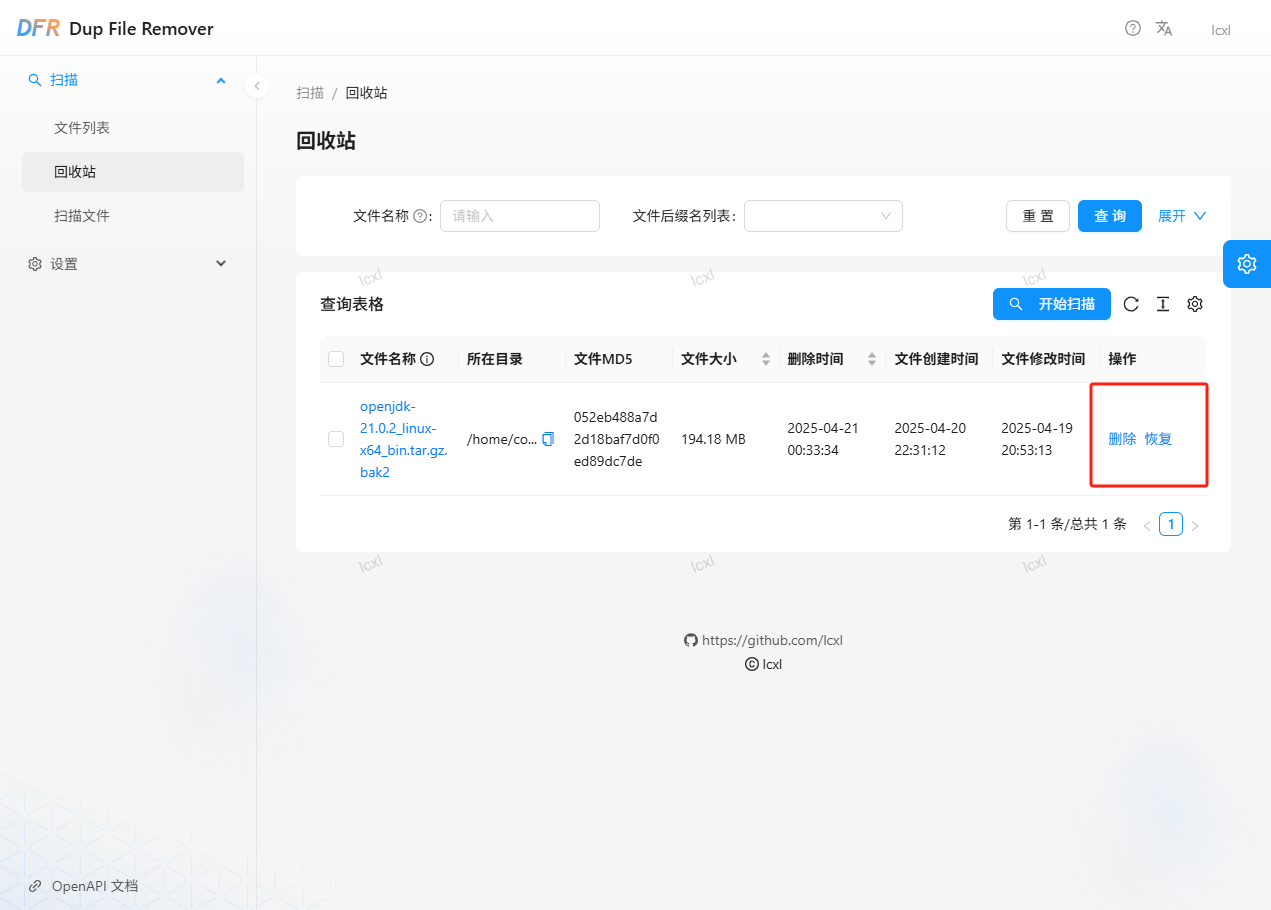 DFR Dup File Remover
lcxl
扫描
文件列表
回收站
扫描文件
设置
OpenAPI 文档
扫描 / 回收站
回收站
文件名称 : 请输入
文件后缀名列表:
重 置
查 询
展开
lcxl lcxl lcxl
查询表格
开始扫描
文件名称 所在目录 文件MD5 文件大小 删除时间 文件创建时间 文件修改时间 操作
openjdk-
21.0.2_linux-
x64_bin.tar.gz.
bak2
/home/co...
052eb488a7d
2d18baf7d0f0
ed89dc7de
194.18 MB
2025-04-21
00:33:34
2025-04-20
22:31:12
2025-04-19
20:53:13
删除 恢复
第 1-1 条/总共 1 条 < 1 >
lcxl lcxl lcxl
https://github.com/lcxl
© lcxl